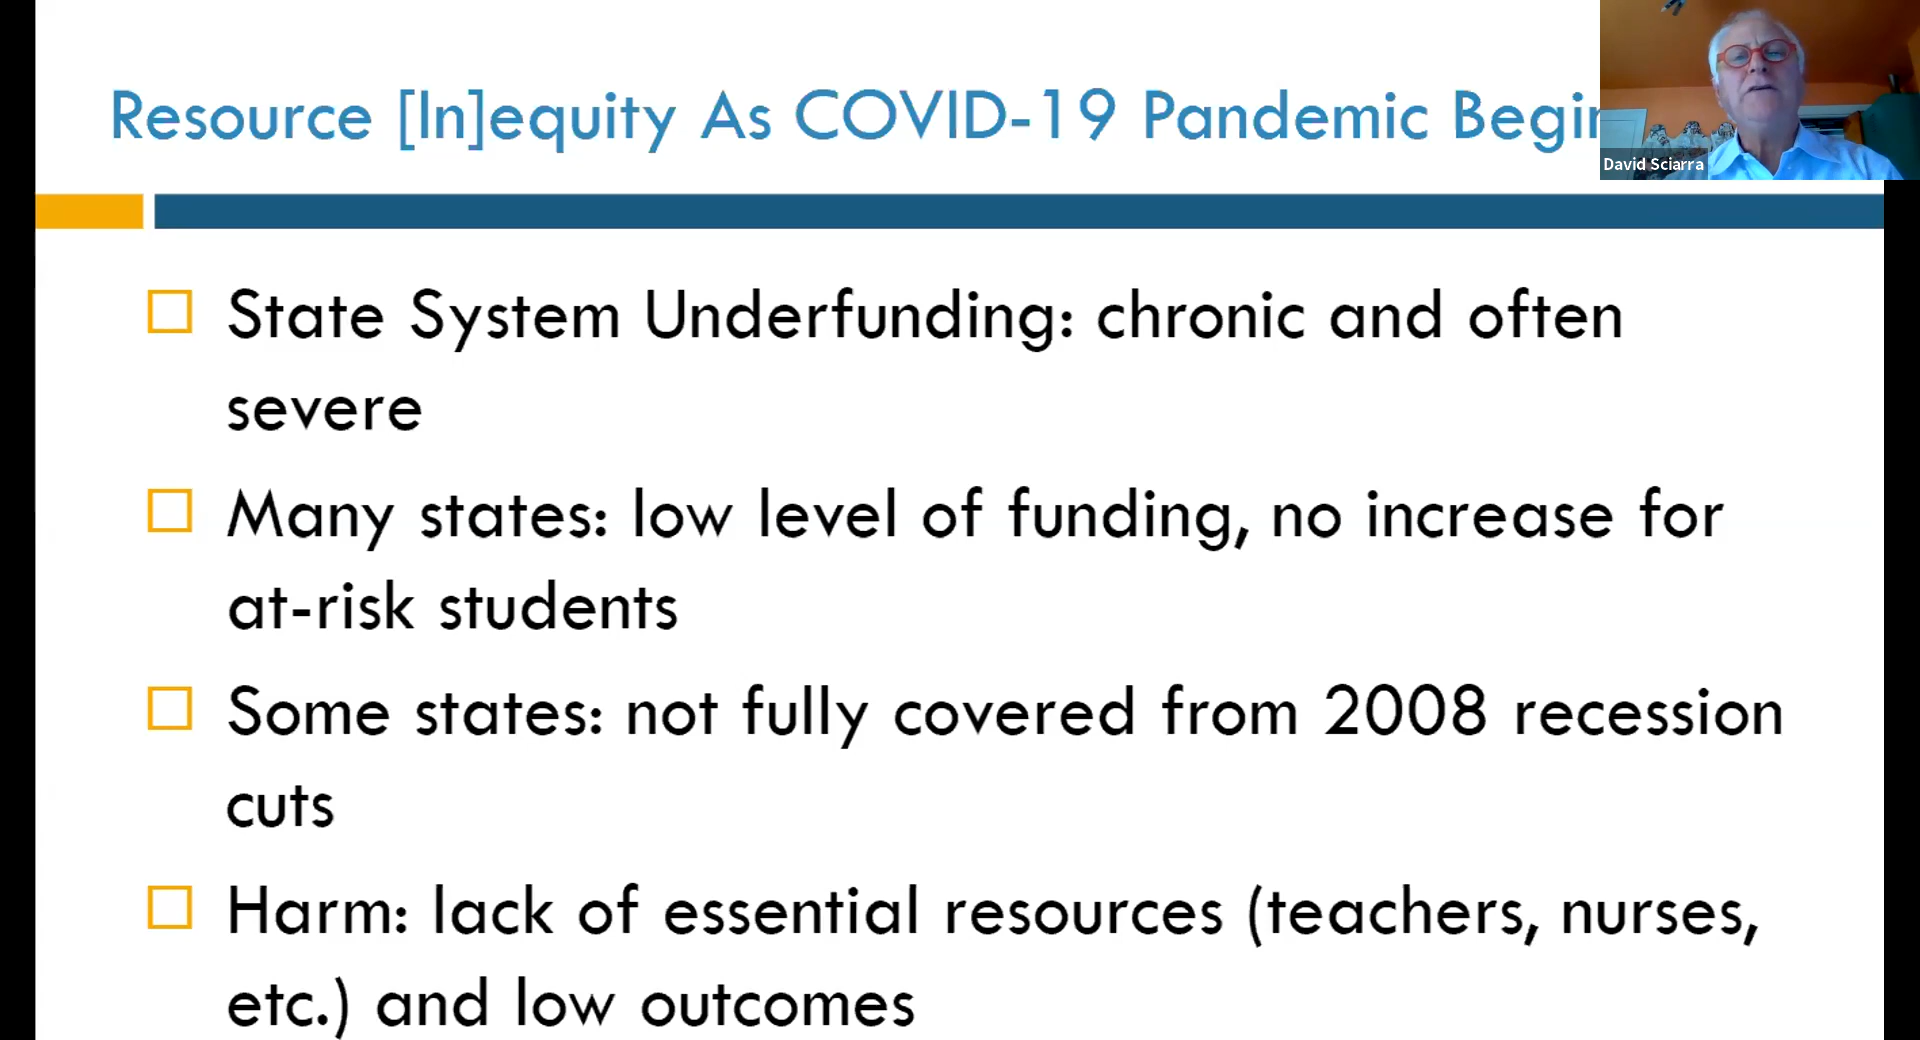 Resource [In]equity As COVID-19 Pandemic Begin
David Sciarra
State System Underfunding: chronic and often
severe
Many states: low level of funding, no increase for
at-risk students
Some states: not fully covered from 2008 recession
cuts
Harm: lack of essential resources (teachers, nurses,
etc.) and low outcomes